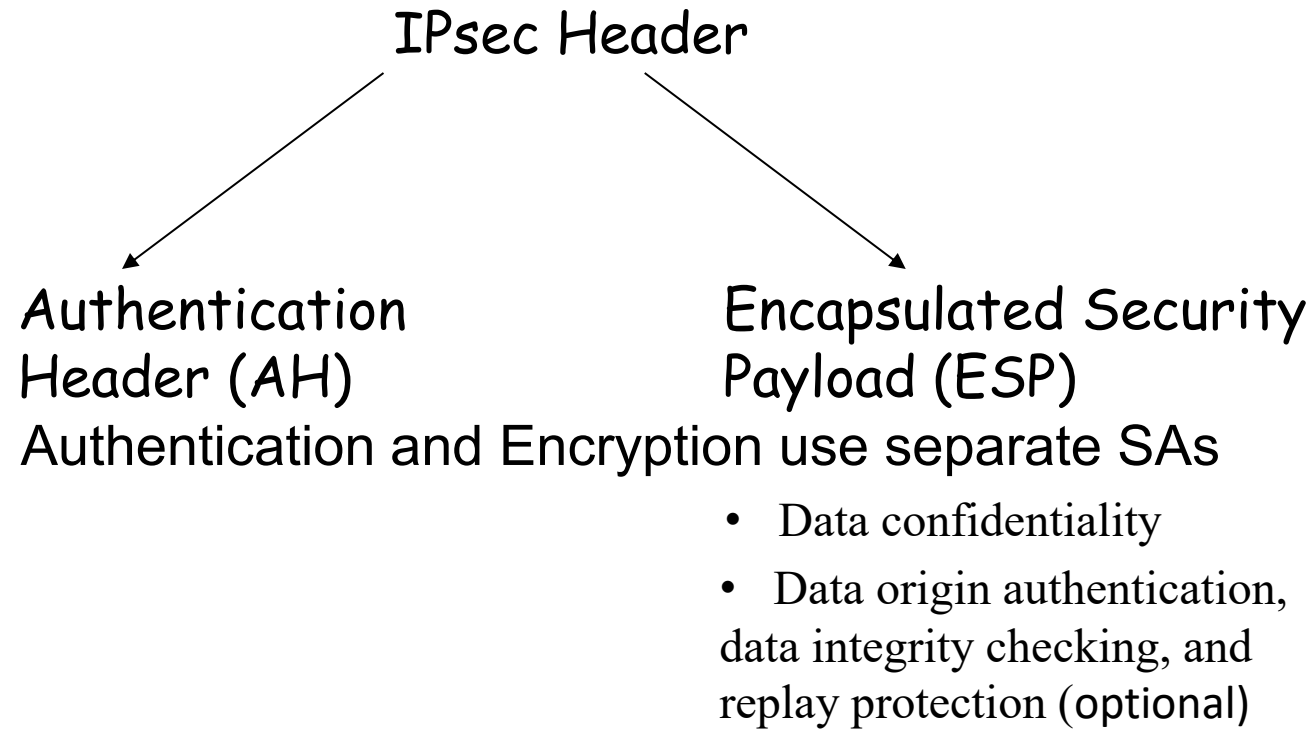 IPsec Header
Authentication
Header (AH)
Encapsulated Security
Payload (ESP)
Authentication and Encryption use separate SAs
• Data confidentiality
• Data origin authentication,
data integrity checking, and
replay protection (optional)